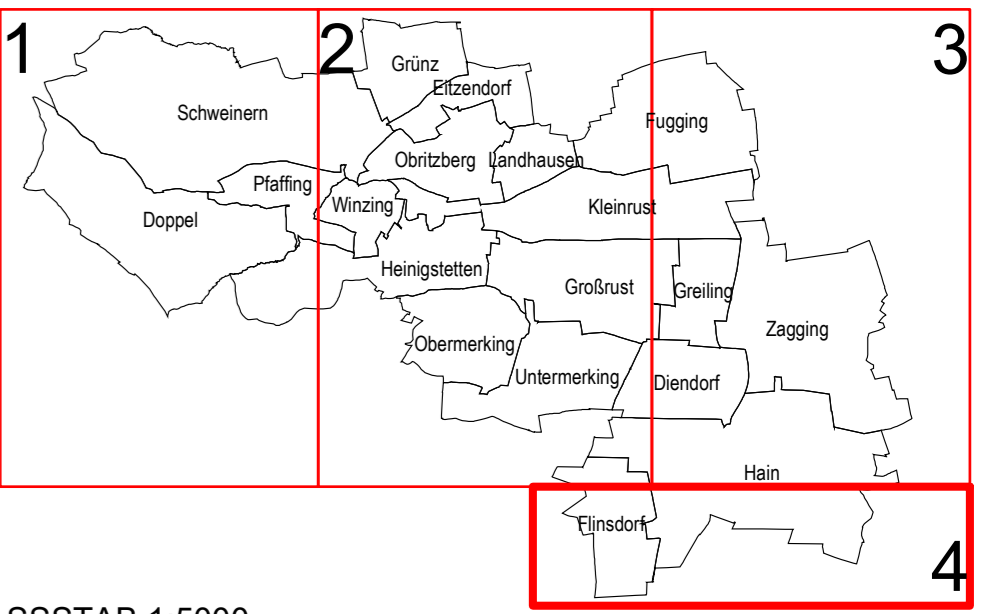 1
2
3
Grünz
Eitzendorf
Schweinern
Fugging
Obritzberg
Landhausen
Pfaffing
Winzing
Kleinrust
Doppel
Heinigstetten
Großrust
Greiling
Zagging
Obermerking
Untermerking
Diendorf
Hain
Flinsdorf
4